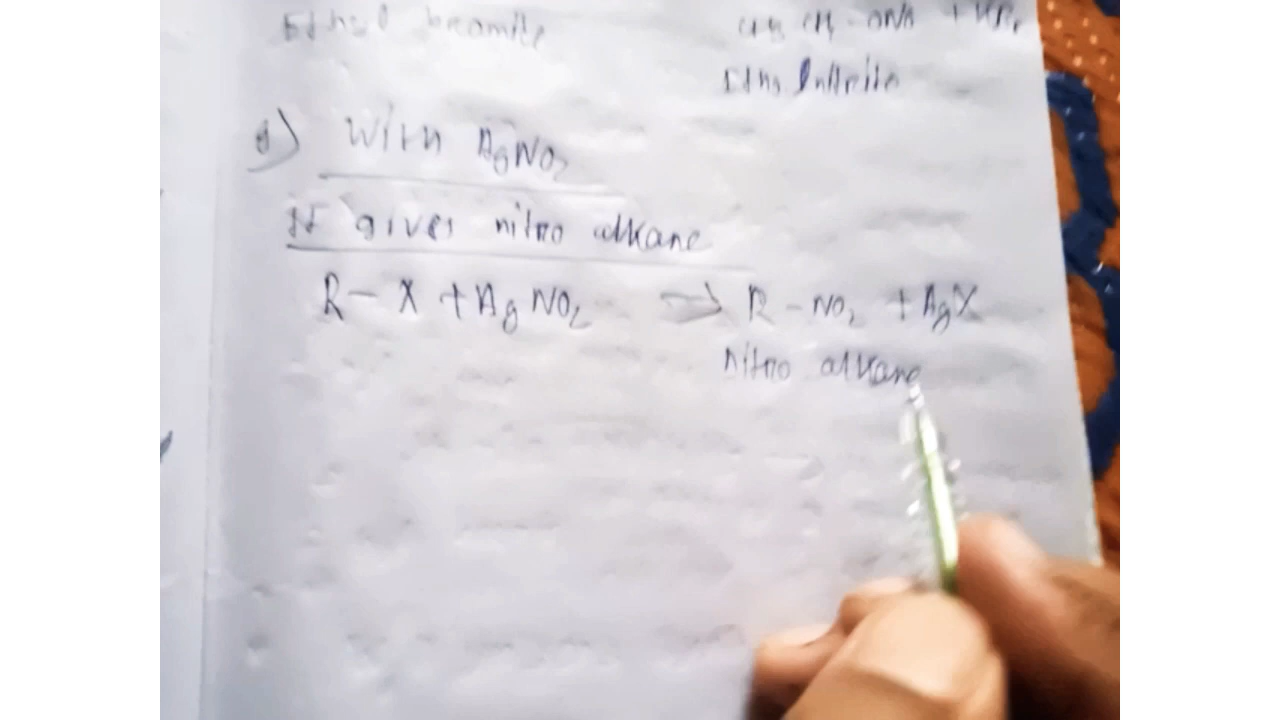 Ethyl bromide
CH3 CH2 - ONO + KBr
Ethyl nitrite
g) With AgNO2
It gives nitro alkane
R - X + AgNO2 ⇒ R - NO2 + AgX
nitro alkane